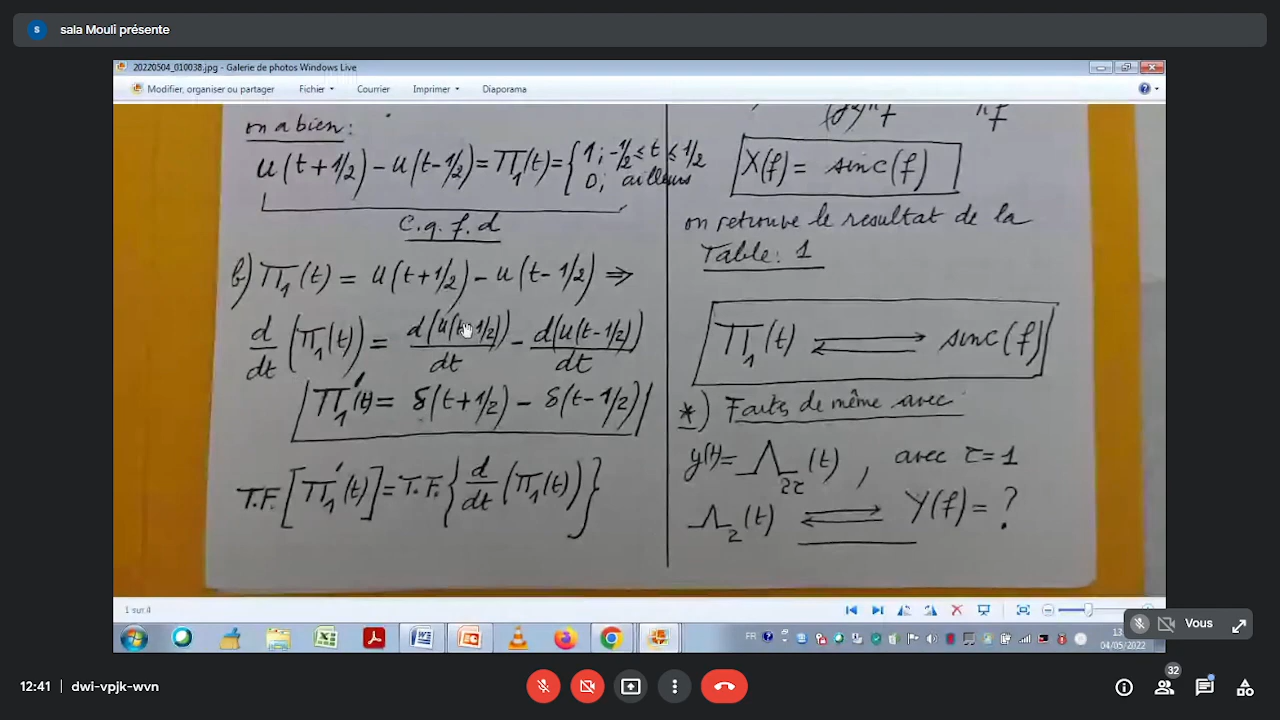 S sala Mouli présente
20220504_010038.jpg - Galerie de photos Windows Live
Modifier, organiser ou partager Fichier Courrier Imprimer Diaporama
on a bien:
u(t+1/2) - u(t-1/2) = Π₁(t) = { 1; -1/2 ≤ t ≤ 1/2
0; ailleurs
c.q.f.d
b) Π₁(t) = u(t+1/2) - u(t-1/2) ⇒
d/dt (Π₁(t)) = d(u(t+1/2))/dt - d(u(t-1/2))/dt
Π₁'(t) = δ(t+1/2) - δ(t-1/2)
T.F.[Π₁'(t)] = T.F.{d/dt (Π₁(t))}
X(f) = sinc(f)
on retrouve le resultat de la
Table: 1
Π₁(t) ⇌ sinc(f)
*) Faits de même avec
y(t) = Λ₂τ(t), avec τ=1
Λ₂(t) ⇌ Y(f) = ?
1 sur 4
FR
04/05/2022
Vous
12:41 | dwi-vpjk-wvn
32